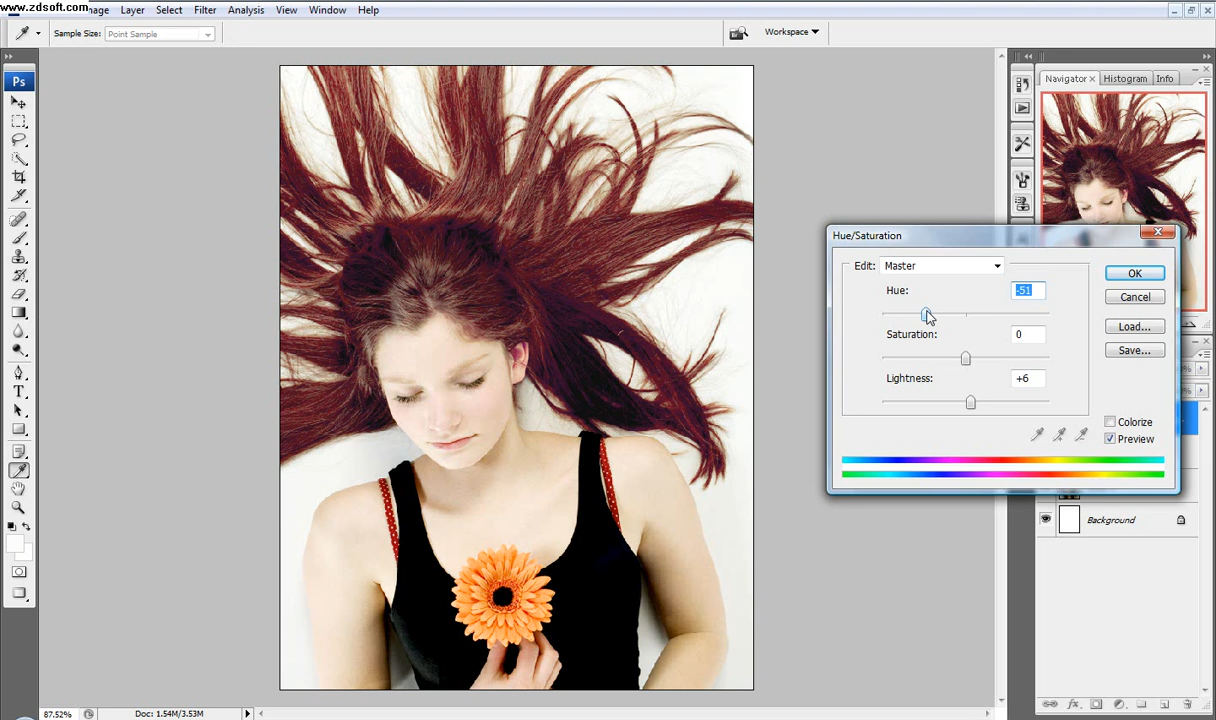 www.zdsoft.com
mage Layer Select Filter Analysis View Window Help
Sample Size: Point Sample Workspace
Ps
Navigator Histogram Info
Hue/Saturation
Edit: Master
Hue: -51
Saturation: 0
Lightness: +6
OK
Cancel
Load...
Save...
Colorize
Preview
T
Background
87.52% Doc: 1.54M/3.53M